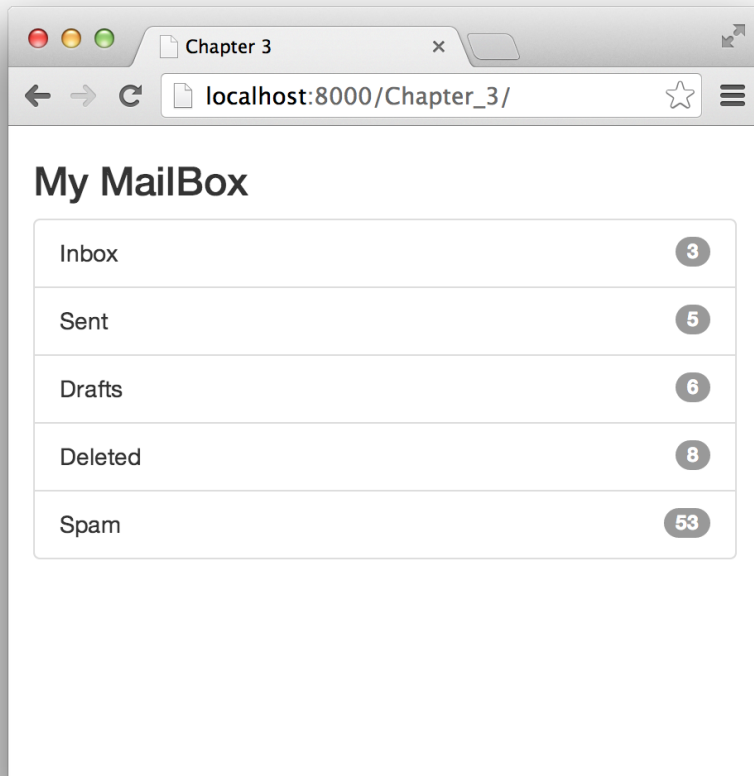 Chapter 3
localhost:8000/Chapter_3/
My MailBox
Inbox 3
Sent 5
Drafts 6
Deleted 8
Spam 53